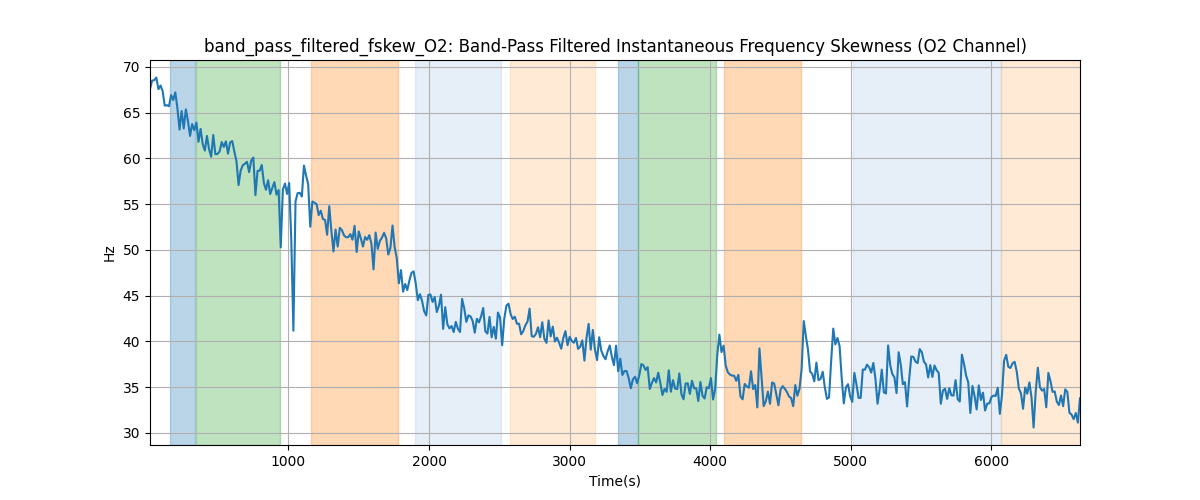 band_pass_filtered_fskew_O2: Band-Pass Filtered Instantaneous Frequency Skewness (O2 Channel)
70
65
60
55
50
45
40
35
30
Hz
1000 2000 3000 4000 5000 6000
Time(s)